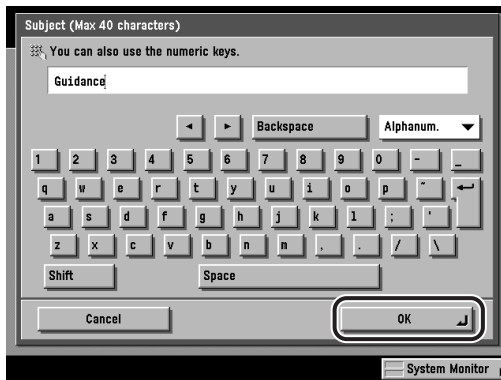 Subject (Max 40 characters)
You can also use the numeric keys.
Guidance
◄ ► Backspace Alphanum. ▼
1 2 3 4 5 6 7 8 9 0 - _
q w e r t y u i o p ~ ↵
a s d f g h j k l ; '
z x c v b n m , . / \
Shift Space
Cancel OK
System Monitor